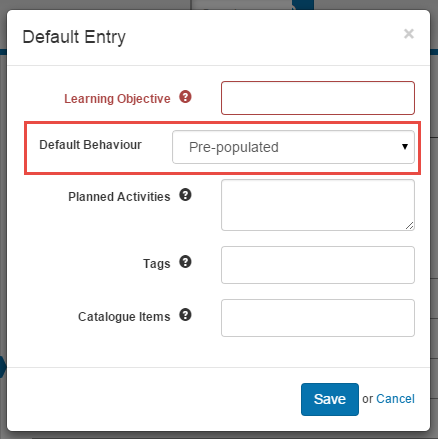 Default Entry ×
Learning Objective ?
Default Behaviour Pre-populated
Planned Activities ?
Tags ?
Catalogue Items ?
Save or Cancel